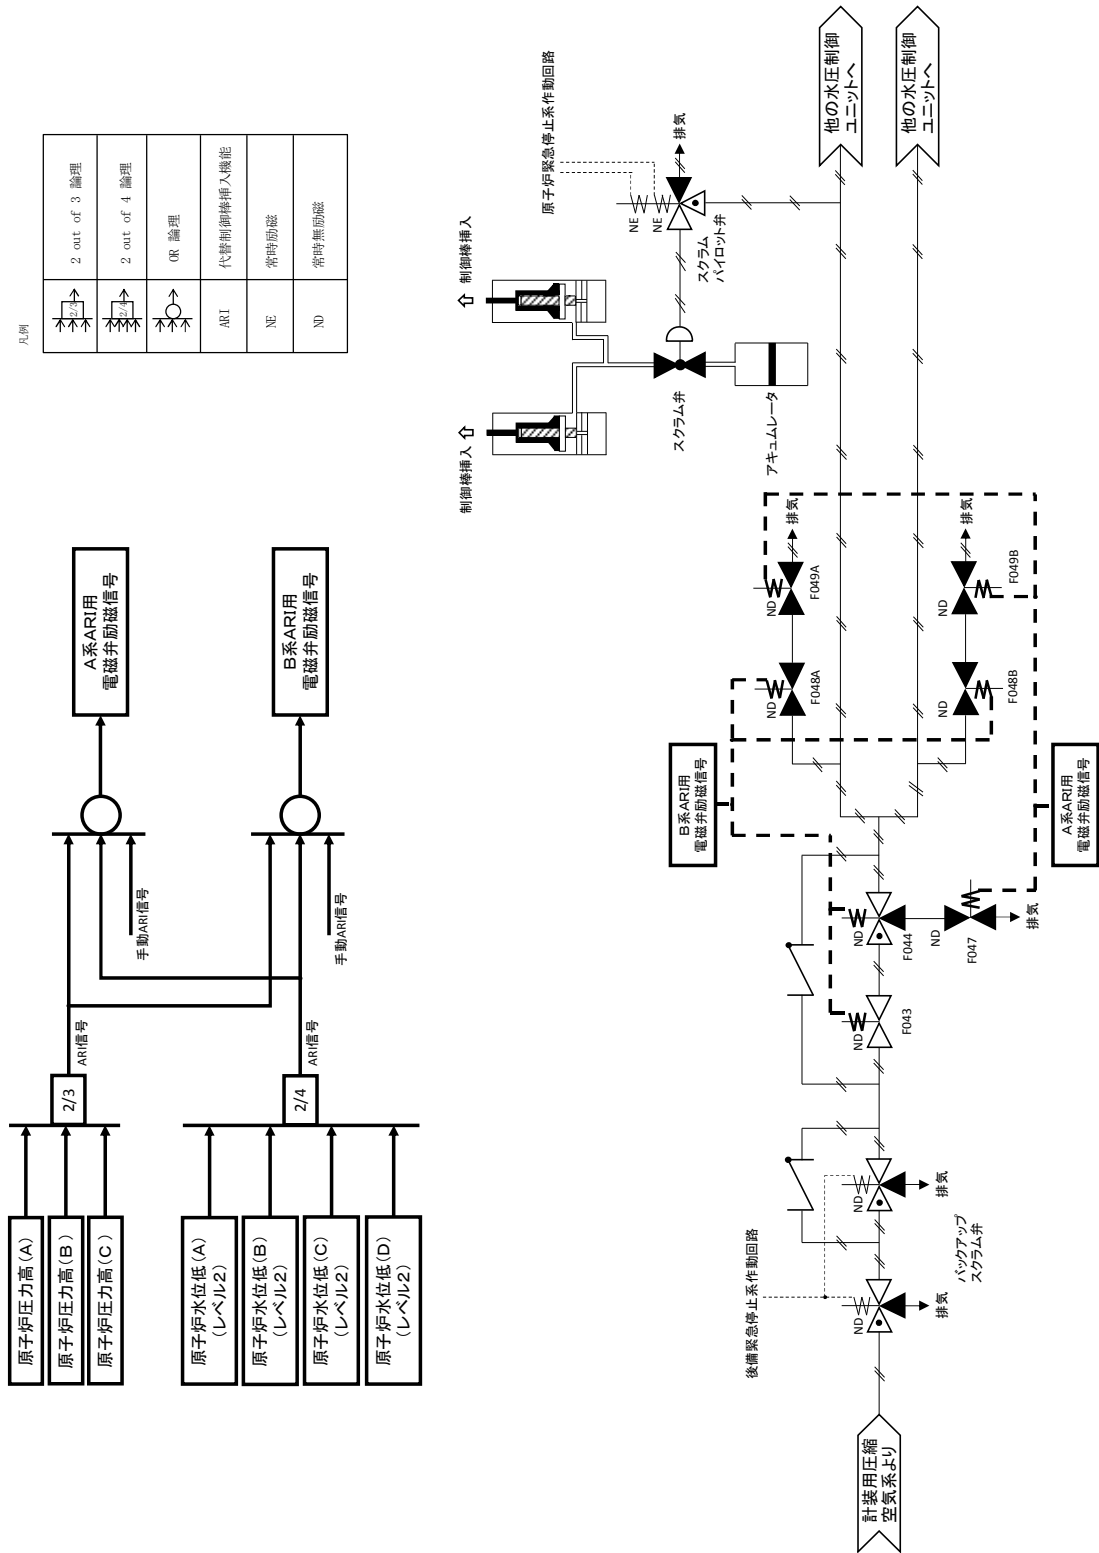 原子炉圧力高(A)
原子炉圧力高(B)
原子炉圧力高(C)
原子炉水位低(A)
(レベル2)
原子炉水位低(B)
(レベル2)
原子炉水位低(C)
(レベル2)
原子炉水位低(D)
(レベル2)
2/3
2/4
ARI信号
ARI信号
手動ARI信号
手動ARI信号
A系ARI用
電磁弁励磁信号
B系ARI用
電磁弁励磁信号
凡例
2/3
2 out of 3 論理
2/4
2 out of 4 論理
OR 論理
ARI
代替制御棒挿入機能
NE
常時励磁
ND
常時無励磁
制御棒挿入
制御棒挿入
スクラム弁
アキュムレータ
原子炉緊急停止系作動回路
NE
NE
排気
スクラム
パイロット弁
計装用圧縮
空気系より
後備緊急停止系作動回路
ND
排気
ND
排気
バックアップ
スクラム弁
ND
F043
ND
F044
ND
F047
排気
B系ARI用
電磁弁励磁信号
A系ARI用
電磁弁励磁信号
ND
F048A
ND
F049A
排気
ND
F048B
ND
F049B
排気
他の水圧制御
ユニットへ
他の水圧制御
ユニットへ